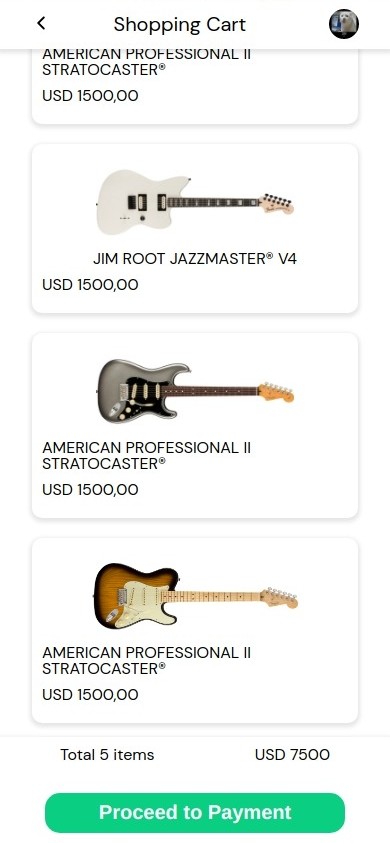 Shopping Cart
AMERICAN PROFESSIONAL II
STRATOCASTER®
USD 1500,00
JIM ROOT JAZZMASTER® V4
USD 1500,00
AMERICAN PROFESSIONAL II
STRATOCASTER®
USD 1500,00
AMERICAN PROFESSIONAL II
STRATOCASTER®
USD 1500,00
Total 5 items USD 7500
Proceed to Payment